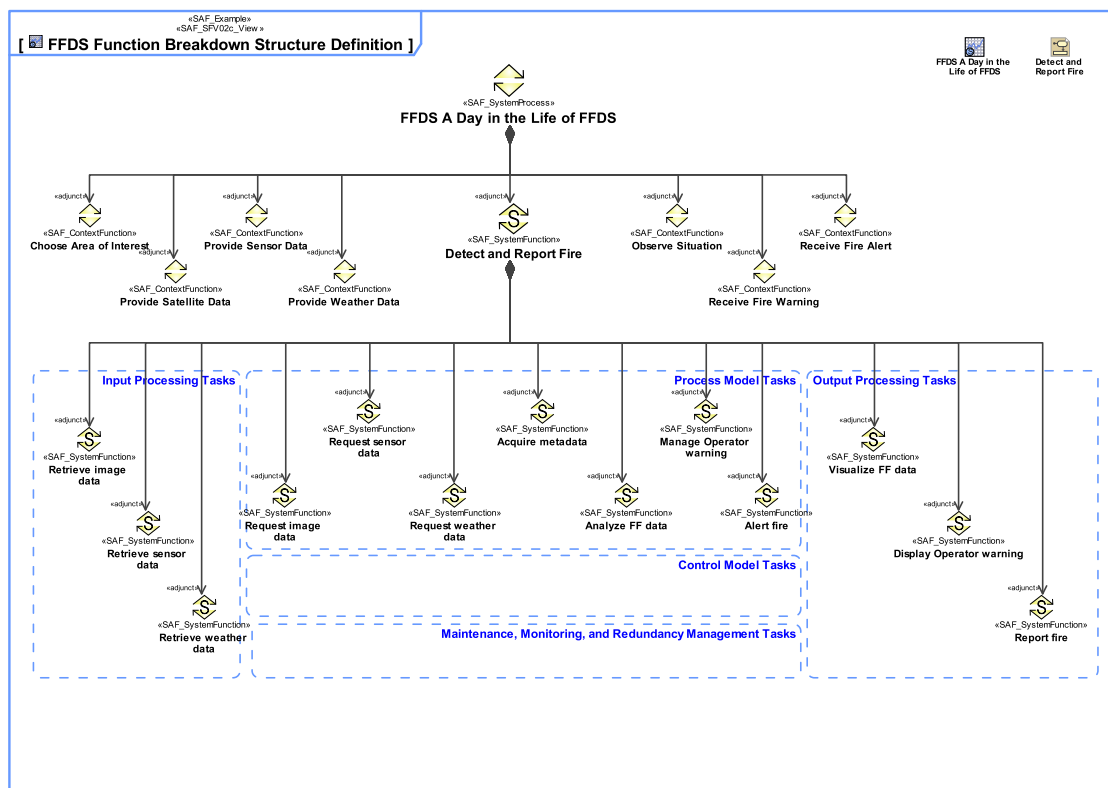 «SAF_Example»
«SAF_SFV02c_View »
[ FFDS Function Breakdown Structure Definition ]
FFDS A Day in the
Life of FFDS
Detect and
Report Fire
«SAF_SystemProcess»
FFDS A Day in the Life of FFDS
«adjunct»
«SAF_ContextFunction»
Choose Area of Interest
«adjunct»
«SAF_ContextFunction»
Provide Satellite Data
«adjunct»
«SAF_ContextFunction»
Provide Sensor Data
«adjunct»
«SAF_ContextFunction»
Provide Weather Data
«adjunct»
S
«SAF_SystemFunction»
Detect and Report Fire
«adjunct»
«SAF_ContextFunction»
Observe Situation
«adjunct»
«SAF_ContextFunction»
Receive Fire Warning
«adjunct»
«SAF_ContextFunction»
Receive Fire Alert
Input Processing Tasks
«adjunct»
S
«SAF_SystemFunction»
Retrieve image
data
«adjunct»
S
«SAF_SystemFunction»
Retrieve sensor
data
«adjunct»
S
«SAF_SystemFunction»
Retrieve weather
data
Process Model Tasks
«adjunct»
S
«SAF_SystemFunction»
Request image
data
«adjunct»
S
«SAF_SystemFunction»
Request sensor
data
«adjunct»
S
«SAF_SystemFunction»
Request weather
data
«adjunct»
S
«SAF_SystemFunction»
Acquire metadata
«adjunct»
S
«SAF_SystemFunction»
Analyze FF data
«adjunct»
S
«SAF_SystemFunction»
Manage Operator
warning
«adjunct»
S
«SAF_SystemFunction»
Alert fire
Control Model Tasks
Maintenance, Monitoring, and Redundancy Management Tasks
Output Processing Tasks
«adjunct»
S
«SAF_SystemFunction»
Visualize FF data
«adjunct»
S
«SAF_SystemFunction»
Display Operator warning
«adjunct»
S
«SAF_SystemFunction»
Report fire